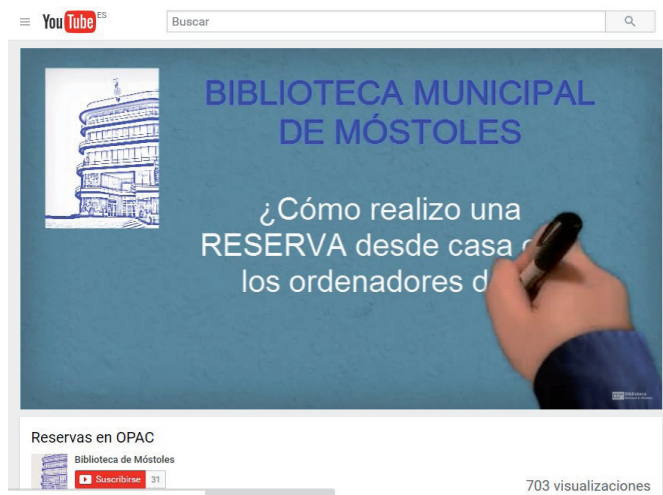 YouTube ES
Buscar
BIBLIOTECA MUNICIPAL
DE MÓSTOLES
¿Cómo realizo una
RESERVA desde casa
los ordenadores d
Biblioteca
Reservas en OPAC
Biblioteca de Móstoles
Suscribirse 31
703 visualizaciones